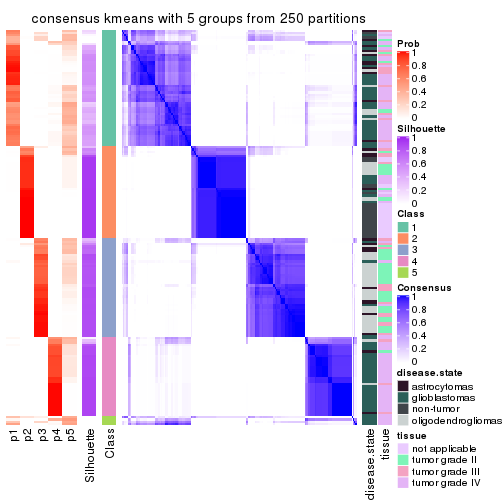 consensus kmeans with 5 groups from 250 partitions
Prob
1
0.8
0.6
0.4
0.2
0
Silhouette
1
0.8
0.6
0.4
0.2
0
Class
1
2
3
4
5
Consensus
1
0.8
0.6
0.4
0.2
0
disease.state
astrocytomas
glioblastomas
non-tumor
oligodendrogliomas
tissue
not applicable
tumor grade II
tumor grade III
tumor grade IV
p1
p2
p3
p4
p5
Silhouette
Class
disease.state
tissue